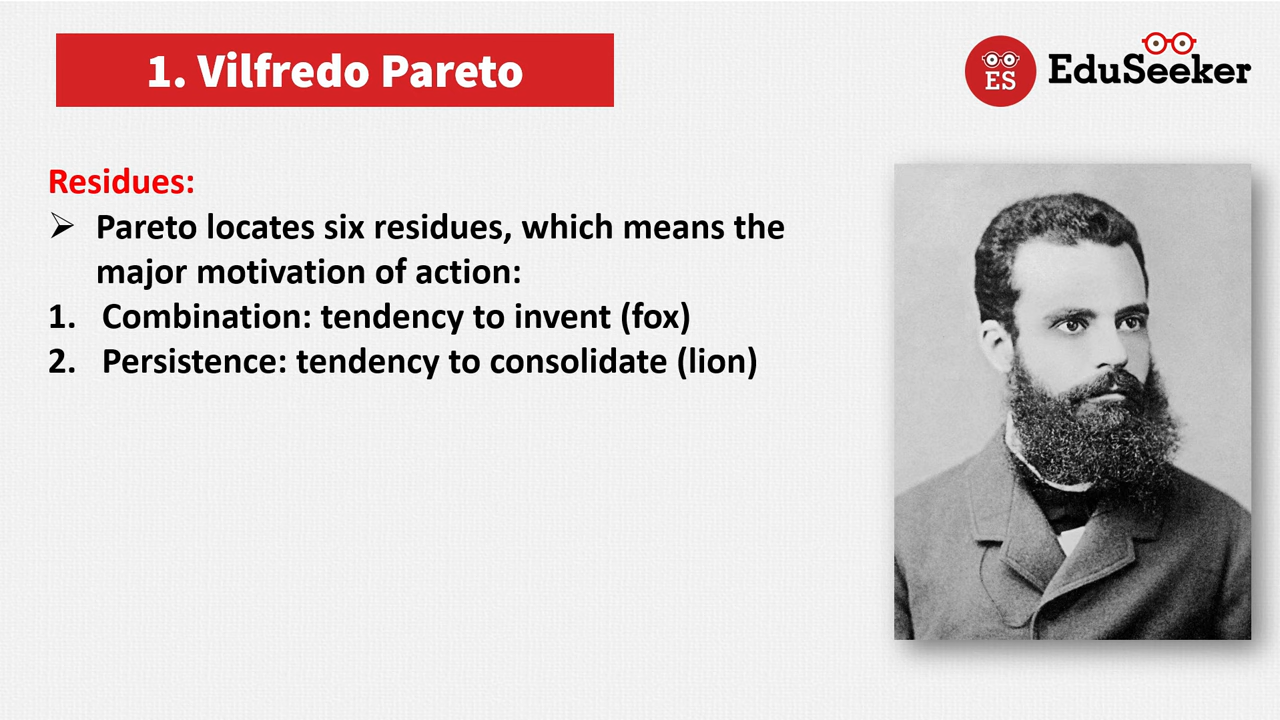 1. Vilfredo Pareto
ES
EduSeeker
Residues:
➢ Pareto locates six residues, which means the
major motivation of action:
1. Combination: tendency to invent (fox)
2. Persistence: tendency to consolidate (lion)